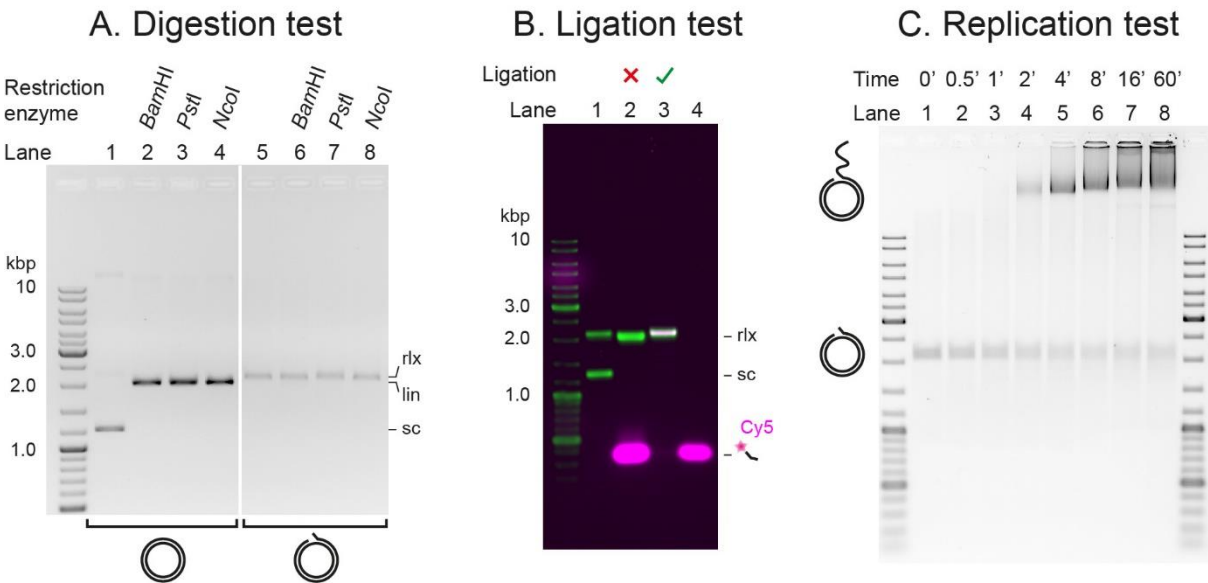 A. Digestion test
Restriction enzyme
BamHI
PstI
NcoI
BamHI
PstI
NcoI
Lane 1 2 3 4 5 6 7 8
kbp
10
3.0
2.0
1.0
rlx
lin
sc
B. Ligation test
Ligation ✗ ✓
Lane 1 2 3 4
kbp
10
3.0
2.0
1.0
rlx
sc
Cy5
C. Replication test
Time 0' 0.5' 1' 2' 4' 8' 16' 60'
Lane 1 2 3 4 5 6 7 8